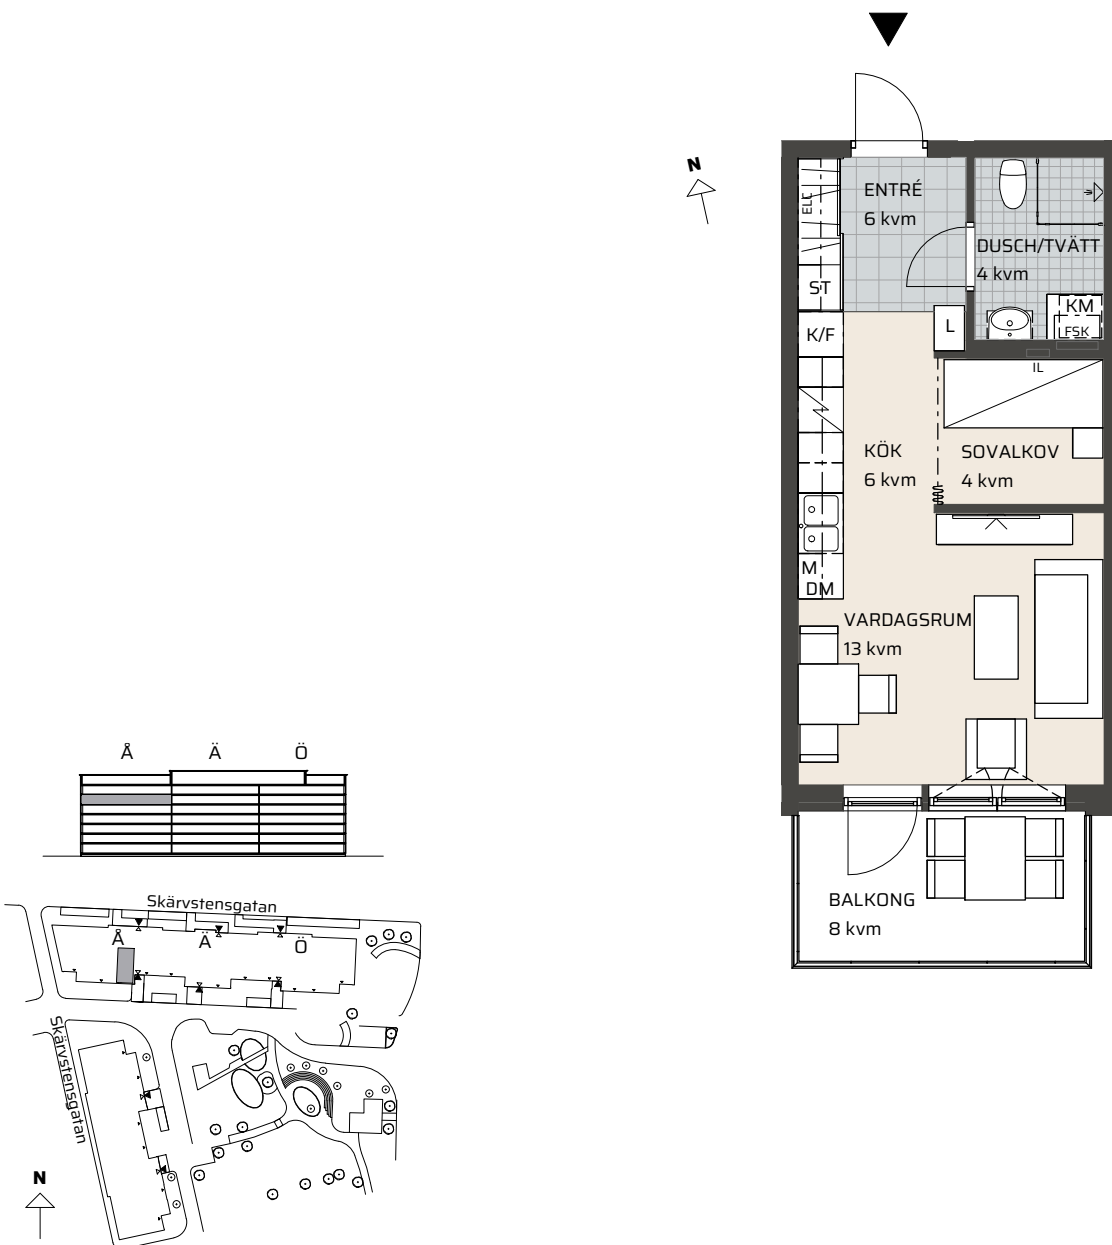 N
ENTRÉ
6 kvm
ELC
DUSCH/TVÄTT
4 kvm
ST
KM
FSK
L
K/F
IL
KÖK
6 kvm
SOVALKOV
4 kvm
M
DM
VARDAGSRUM
13 kvm
BALKONG
8 kvm
Å Ä Ö
Skärvstensgatan
Å Ä Ö
Skärvstensgatan
N